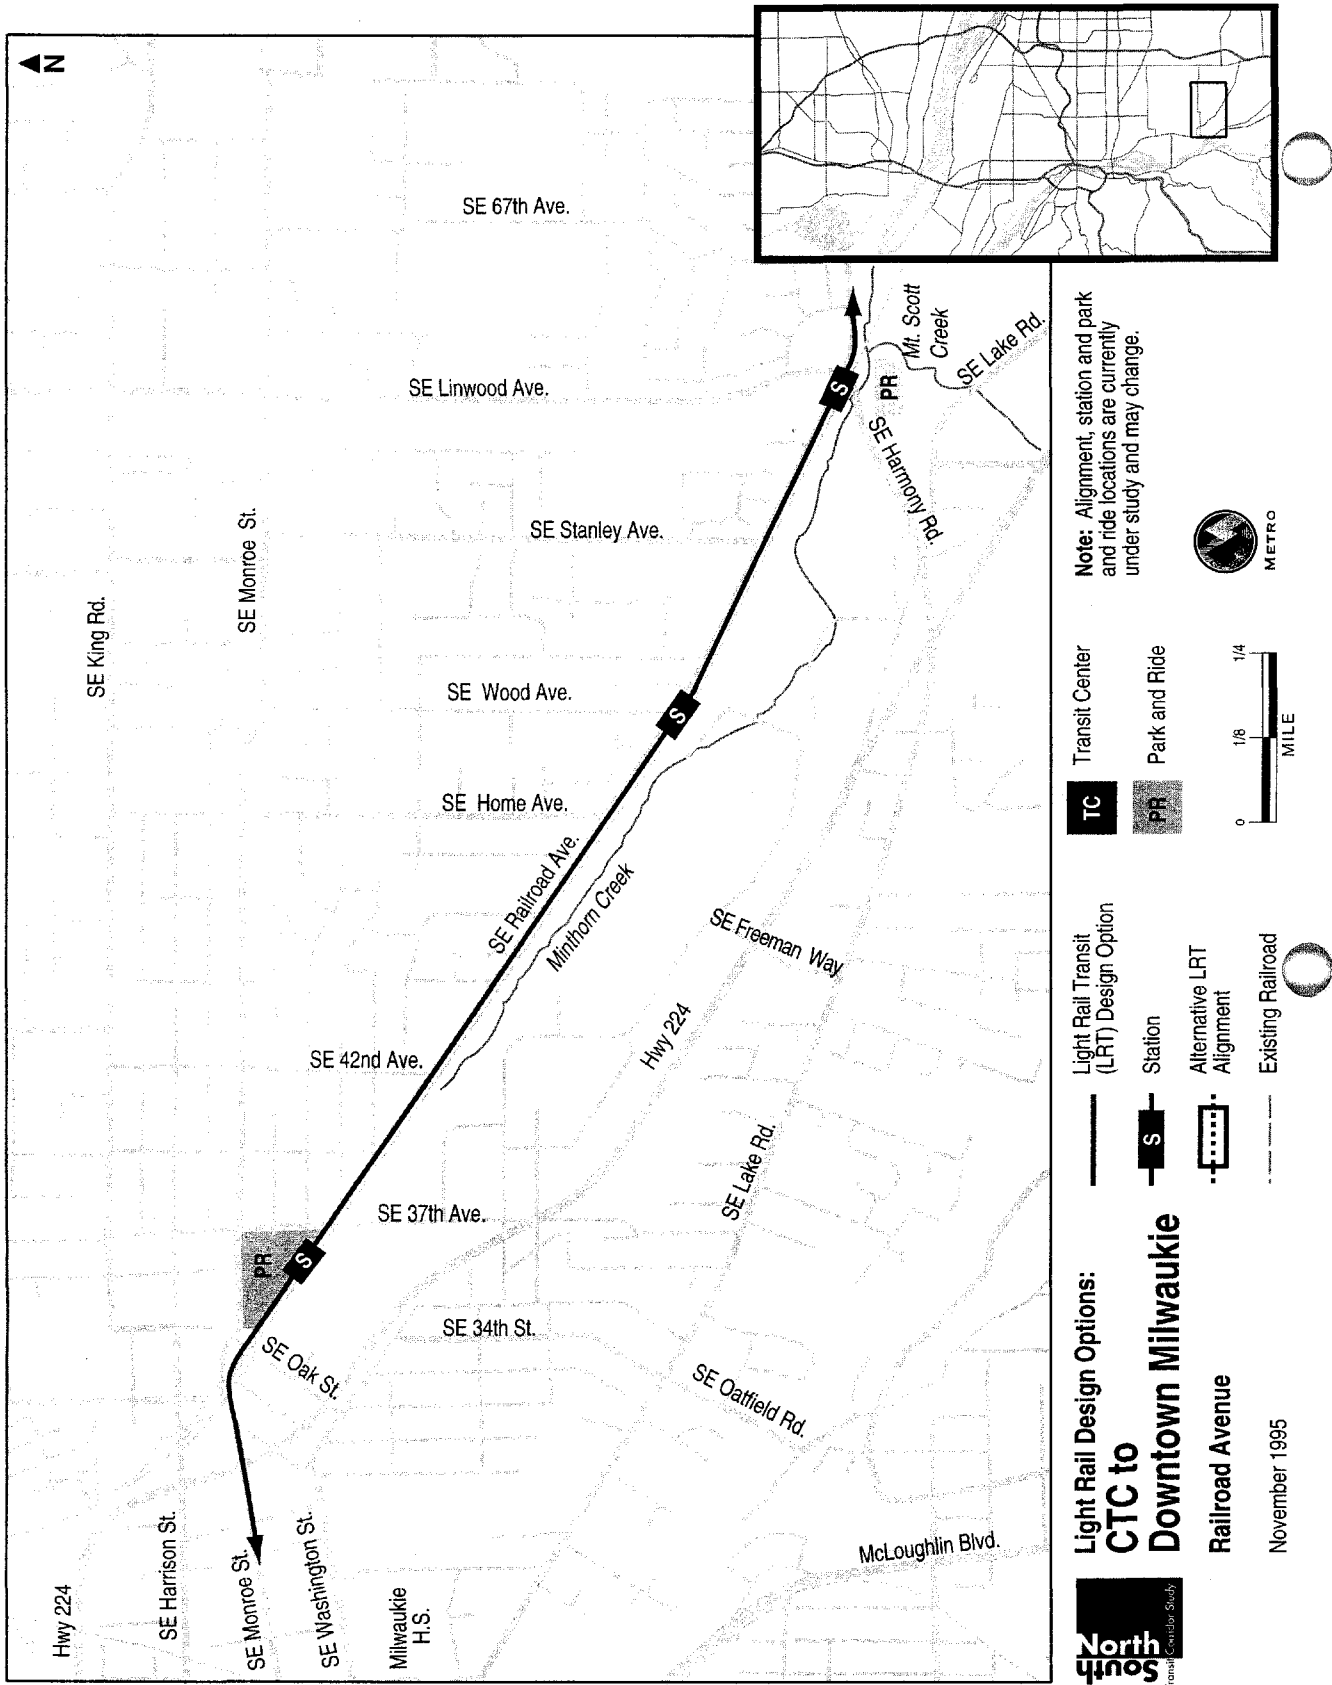 N
Hwy 224
SE Harrison St.
SE Monroe St.
SE Washington St.
Milwaukie
H.S.
SE King Rd.
SE Monroe St.
SE Oak St.
PR
S
SE 37th Ave.
SE 34th St.
SE Oatfield Rd.
McLoughlin Blvd.
SE Lake Rd.
SE 42nd Ave.
Hwy 224
SE Freeman Way
SE Railroad Ave.
Minthorn Creek
SE Home Ave.
SE Wood Ave.
S
SE Stanley Ave.
SE Linwood Ave.
SE 67th Ave.
S
PR
SE Harmony Rd.
Mt. Scott
Creek
SE Lake Rd.
North
South
Transit Corridor Study
Light Rail Design Options:
CTC to
Downtown Milwaukie
Railroad Avenue
November 1995
Light Rail Transit
(LRT) Design Option
S
Station
Alternative LRT
Alignment
Existing Railroad
TC
Transit Center
PR
Park and Ride
0
1/8
1/4
MILE
Note: Alignment, station and park
and ride locations are currently
under study and may change.
METRO